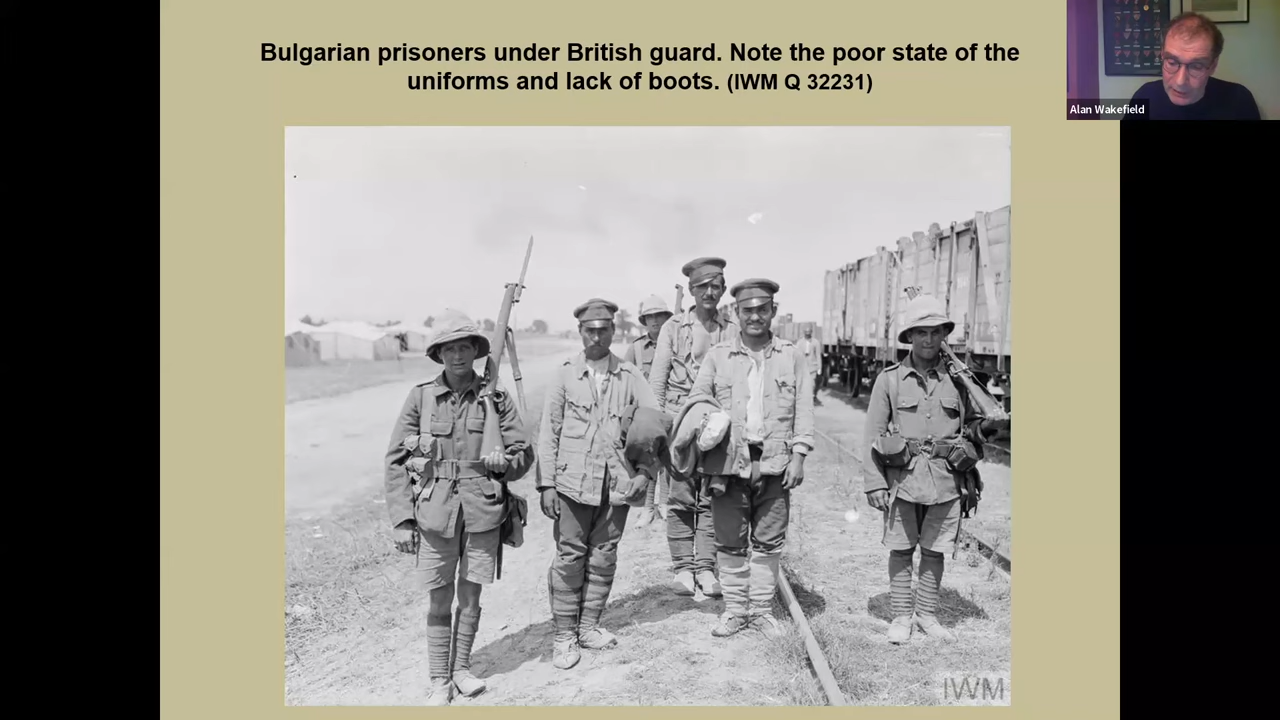 Bulgarian prisoners under British guard. Note the poor state of the
uniforms and lack of boots. (IWM Q 32231)
Alan Wakefield
IWM